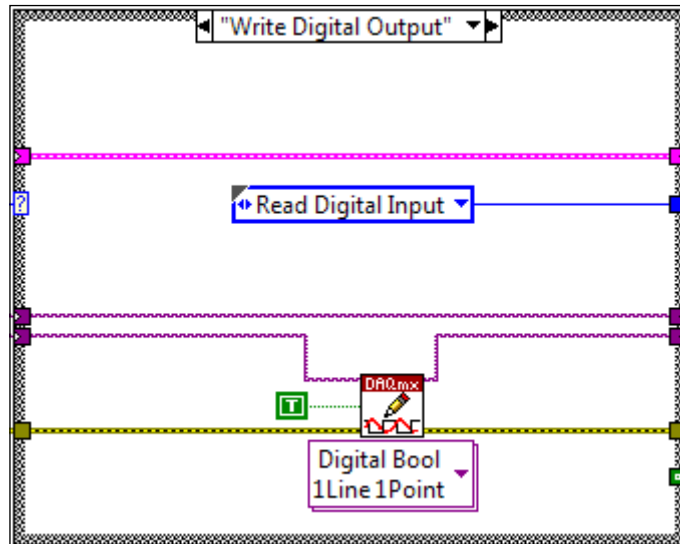 "Write Digital Output"
?
Read Digital Input
DAQmx
T
Digital Bool
1Line 1Point